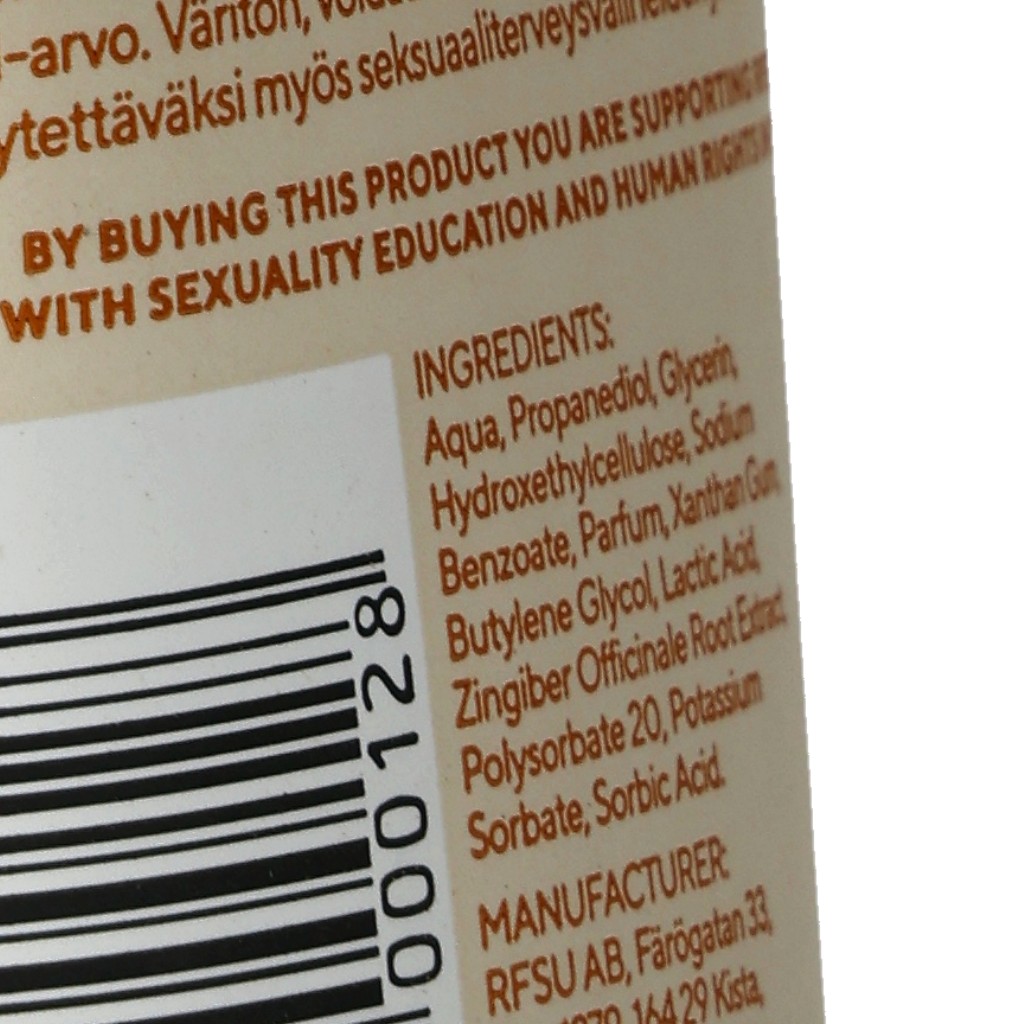 -arvo. Väritön,
myös seksuaaliterveysvälineiden
BY BUYING THIS PRODUCT YOU ARE SUPPORTING
WITH SEXUALITY EDUCATION AND HUMAN RIGHTS
INGREDIENTS:
Aqua, Propanediol, Glycerin,
Hydroxethylcellulose, Sodium
Benzoate, Parfum, Xanthan Gum,
Butylene Glycol, Lactic Acid,
Zingiber Officinale Root Extract,
Polysorbate 20, Potassium
Sorbate, Sorbic Acid.
MANUFACTURER:
RFSU AB, Färögatan 33,
164 29 Kista,
000128